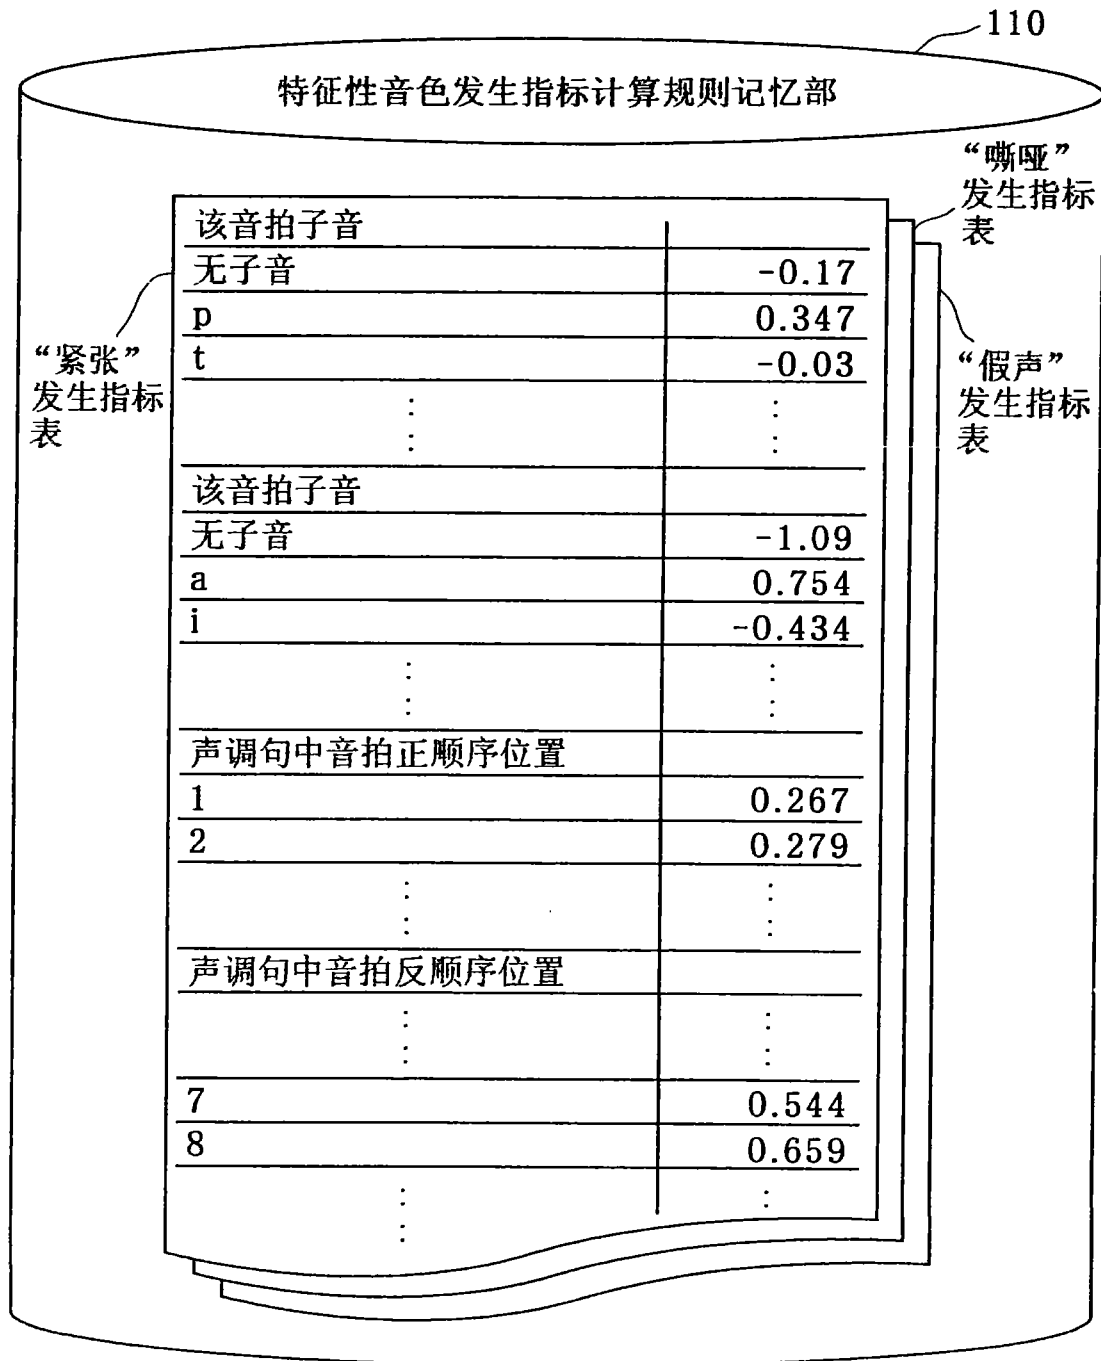 110
特征性音色发生指标计算规则记忆部
“嘶哑”
发生指标
表
“紧张”
发生指标
表
“假声”
发生指标
表
该音拍子音
无子音 -0.17
p 0.347
t -0.03
该音拍子音
无子音 -1.09
a 0.754
i -0.434
声调句中音拍正顺序位置
1 0.267
2 0.279
声调句中音拍反顺序位置
7 0.544
8 0.659